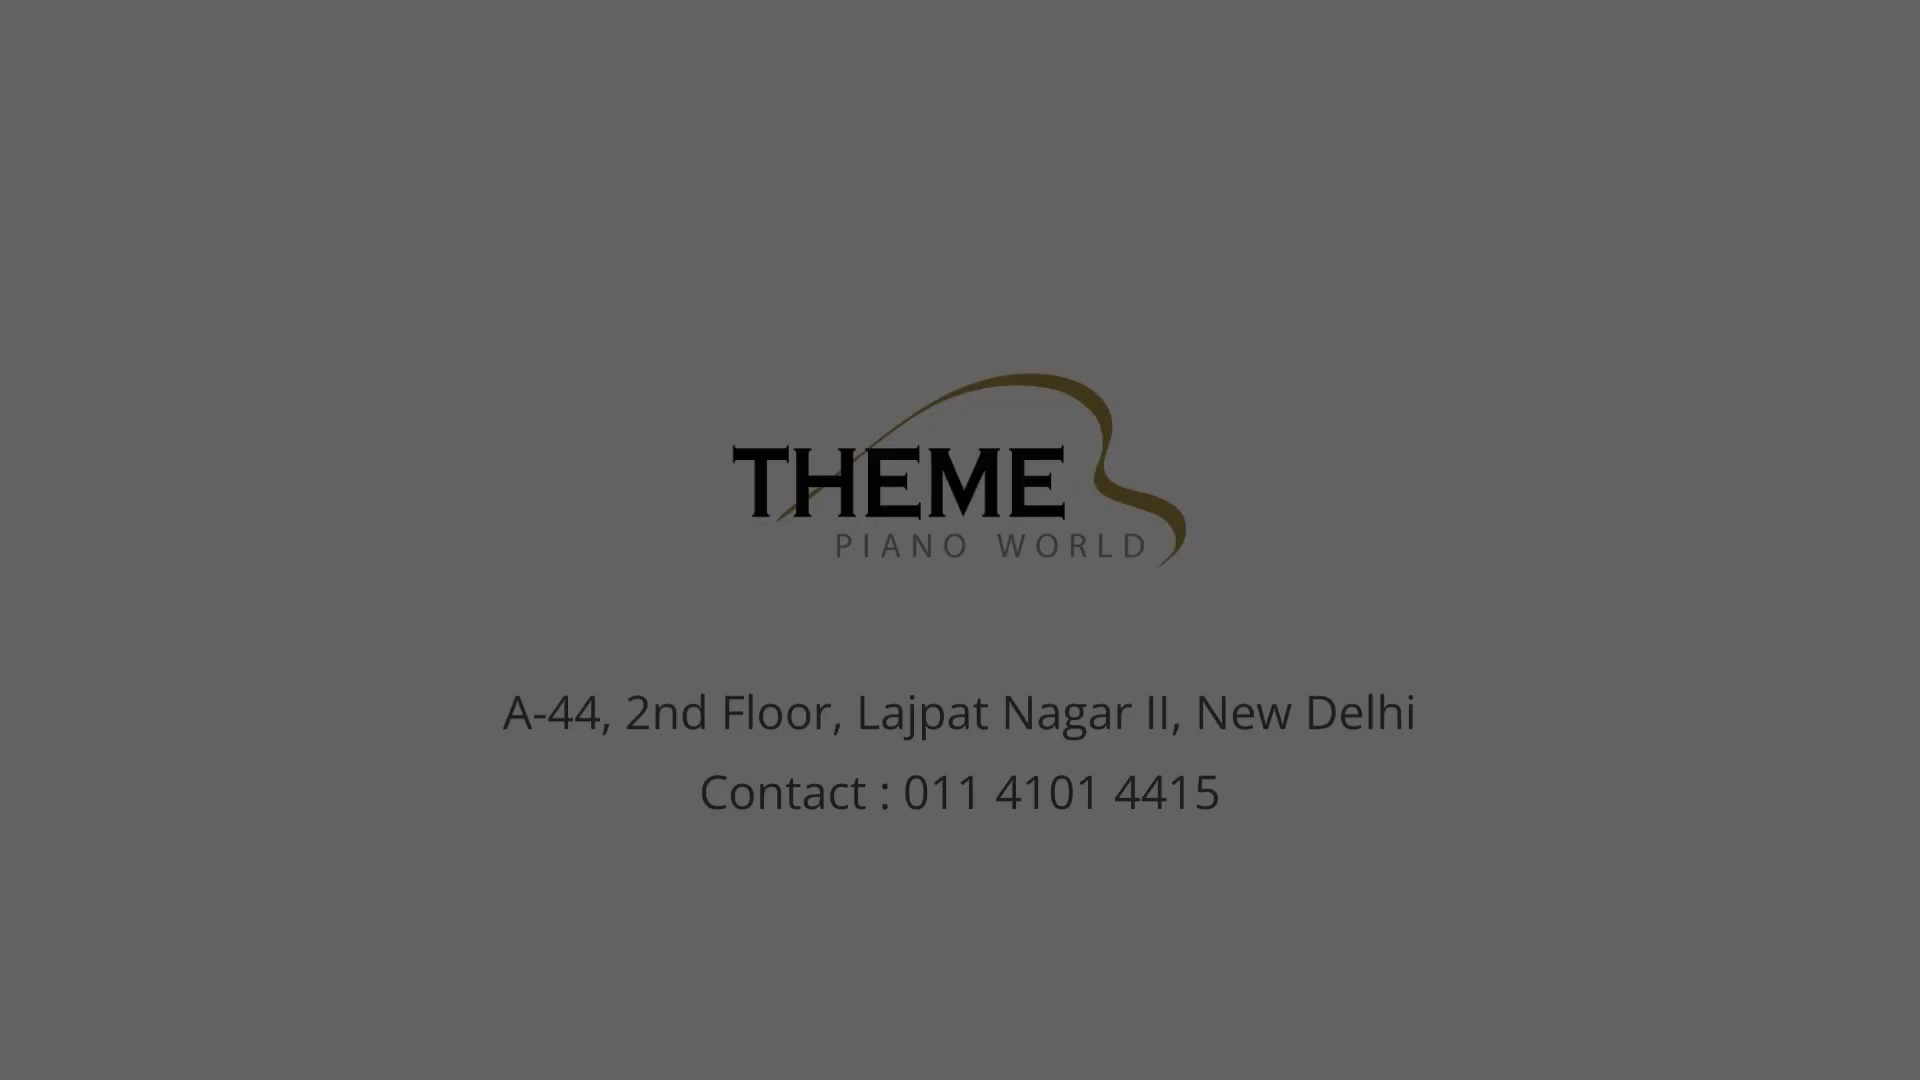 THEME
PIANO WORLD
A-44, 2nd Floor, Lajpat Nagar II, New Delhi
Contact : 011 4101 4415